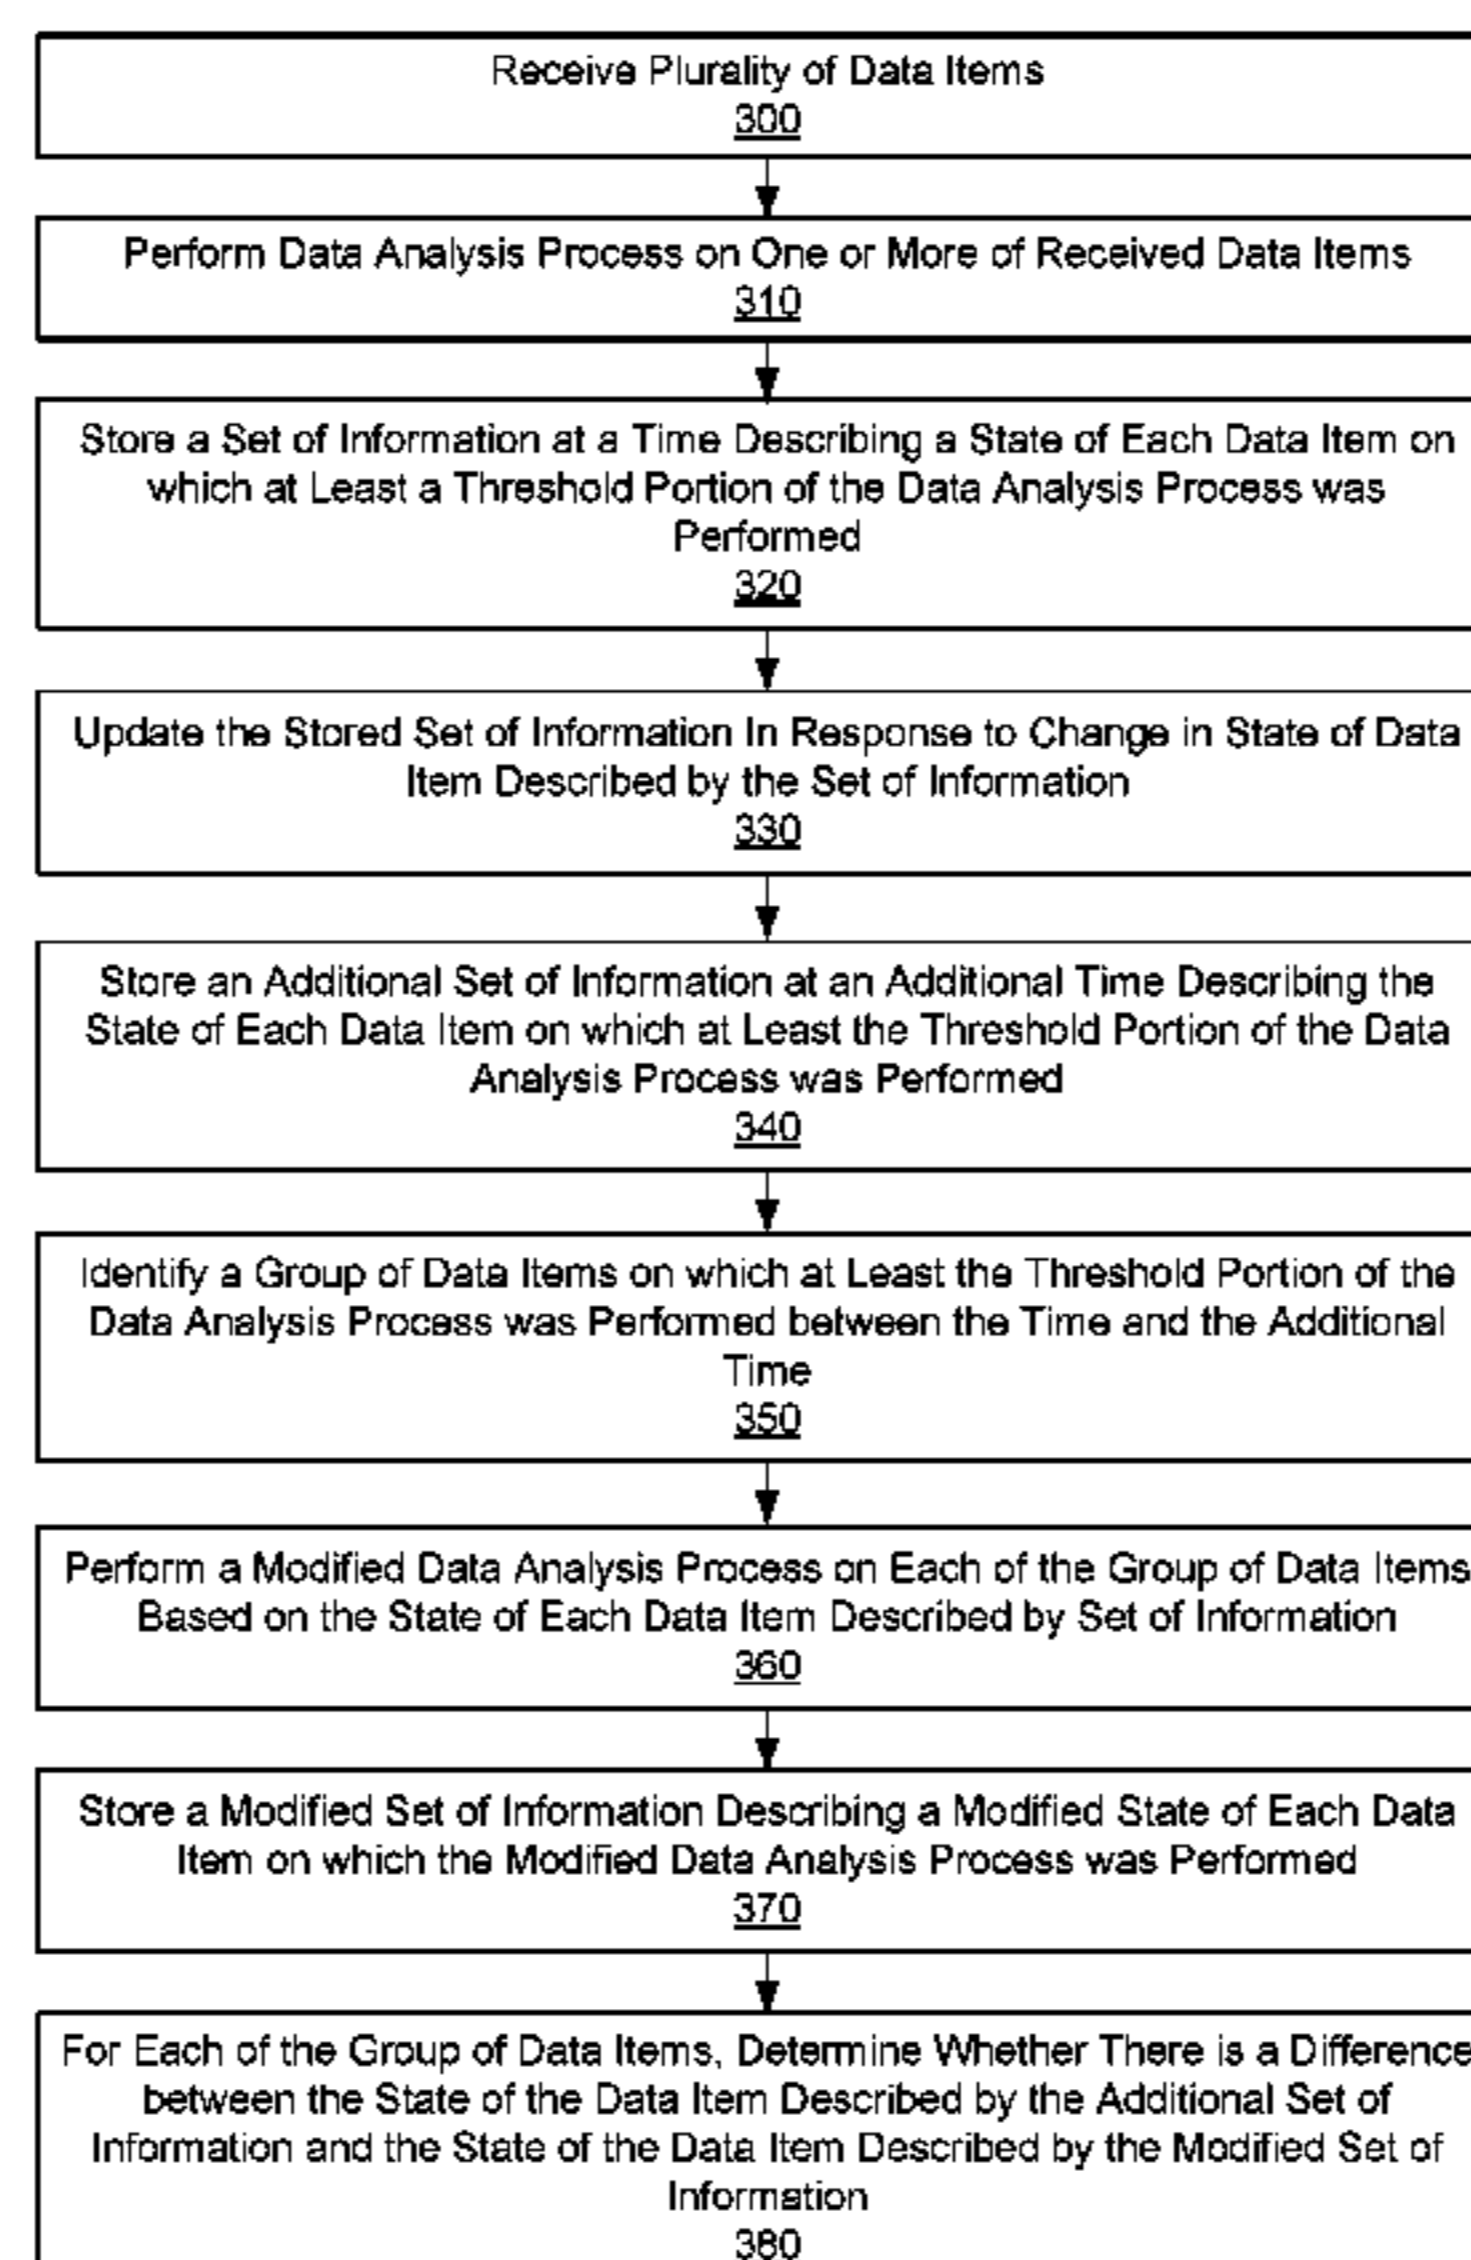 Receive Plurality of Data Items
300
Perform Data Analysis Process on One or More of Received Data Items
310
Store a Set of Information at a Time Describing a State of Each Data Item on
which at Least a Threshold Portion of the Data Analysis Process was
Performed
320
Update the Stored Set of Information In Response to Change in State of Data
Item Described by the Set of Information
330
Store an Additional Set of Information at an Additional Time Describing the
State of Each Data Item on which at Least the Threshold Portion of the Data
Analysis Process was Performed
340
Identify a Group of Data Items on which at Least the Threshold Portion of the
Data Analysis Process was Performed between the Time and the Additional
Time
350
Perform a Modified Data Analysis Process on Each of the Group of Data Items
Based on the State of Each Data Item Described by Set of Information
360
Store a Modified Set of Information Describing a Modified State of Each Data
Item on which the Modified Data Analysis Process was Performed
370
For Each of the Group of Data Items, Determine Whether There is a Difference
between the State of the Data Item Described by the Additional Set of
Information and the State of the Data Item Described by the Modified Set of
Information
380